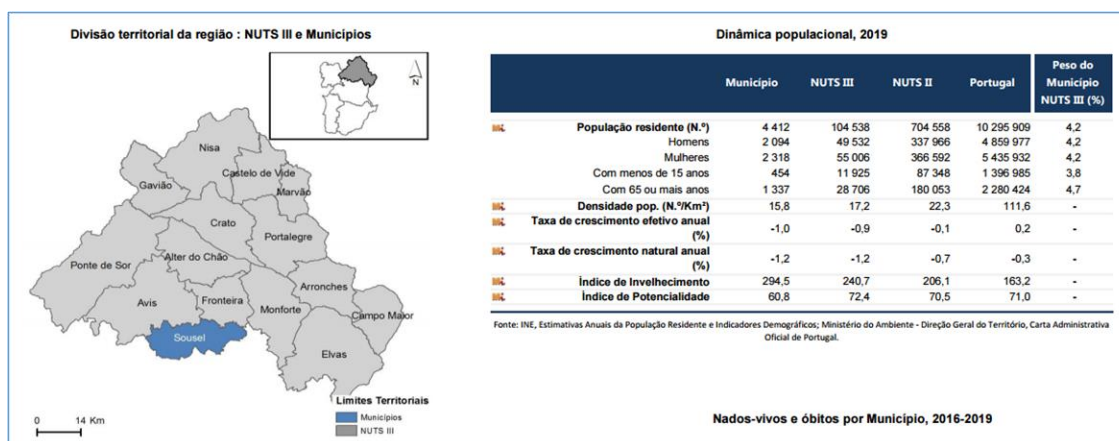 Divisão territorial da região : NUTS III e Municípios
N
Nisa
Castelo de Vide
Gavião
Marvão
Crato
Portalegre
Ponte de Sor
Alter do Chão
Arronches
Avis
Fronteira
Monforte
Campo Maior
Sousel
Elvas
Limites Territoriais
0 14 Km
Municípios
NUTS III
Dinâmica populacional, 2019
Município NUTS III NUTS II Portugal Peso do Município NUTS III (%)
População residente (N.º) 4 412 104 538 704 558 10 295 909 4,2
Homens 2 094 49 532 337 966 4 859 977 4,2
Mulheres 2 318 55 006 366 592 5 435 932 4,2
Com menos de 15 anos 454 11 925 87 348 1 396 985 3,8
Com 65 ou mais anos 1 337 28 706 180 053 2 280 424 4,7
Densidade pop. (N.º/Km²) 15,8 17,2 22,3 111,6 -
Taxa de crescimento efetivo anual (%) -1,0 -0,9 -0,1 0,2 -
Taxa de crescimento natural anual (%) -1,2 -1,2 -0,7 -0,3 -
Índice de Envelhecimento 294,5 240,7 206,1 163,2 -
Índice de Potencialidade 60,8 72,4 70,5 71,0 -
Fonte: INE, Estimativas Anuais da População Residente e Indicadores Demográficos; Ministério do Ambiente - Direção Geral do Território, Carta Administrativa
Oficial de Portugal.
Nados-vivos e óbitos por Município, 2016-2019